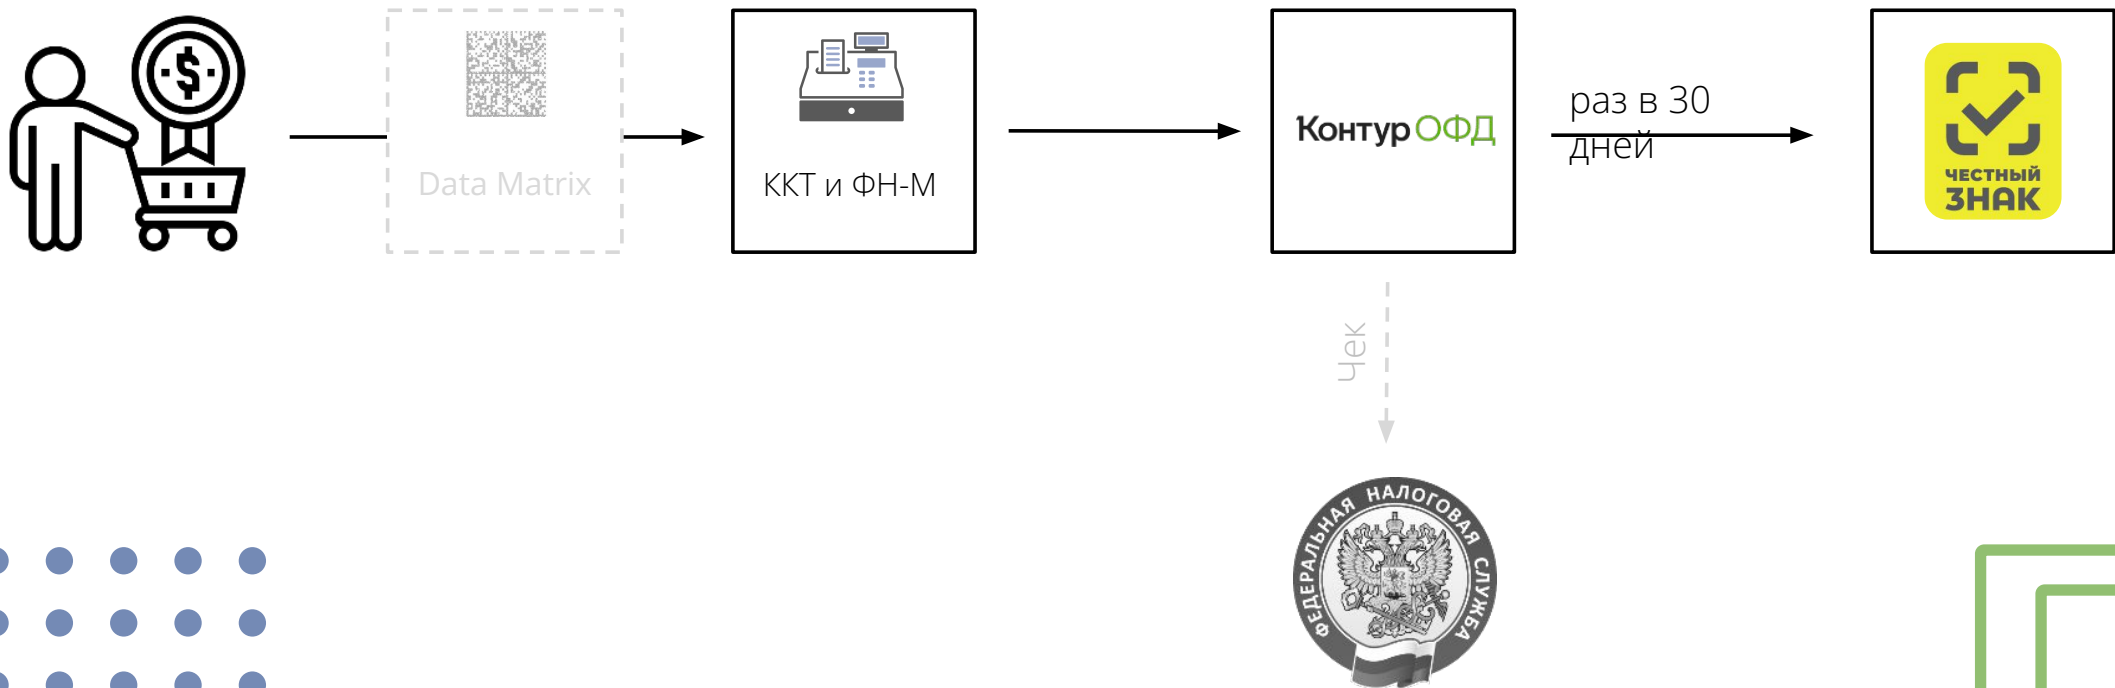 $
Data Matrix
ККТ и ФН-М
Контур ОФД
раз в 30
дней
ЧЕСТНЫЙ
ЗНАК
Чек
ФЕДЕРАЛЬНАЯ НАЛОГОВАЯ СЛУЖБА